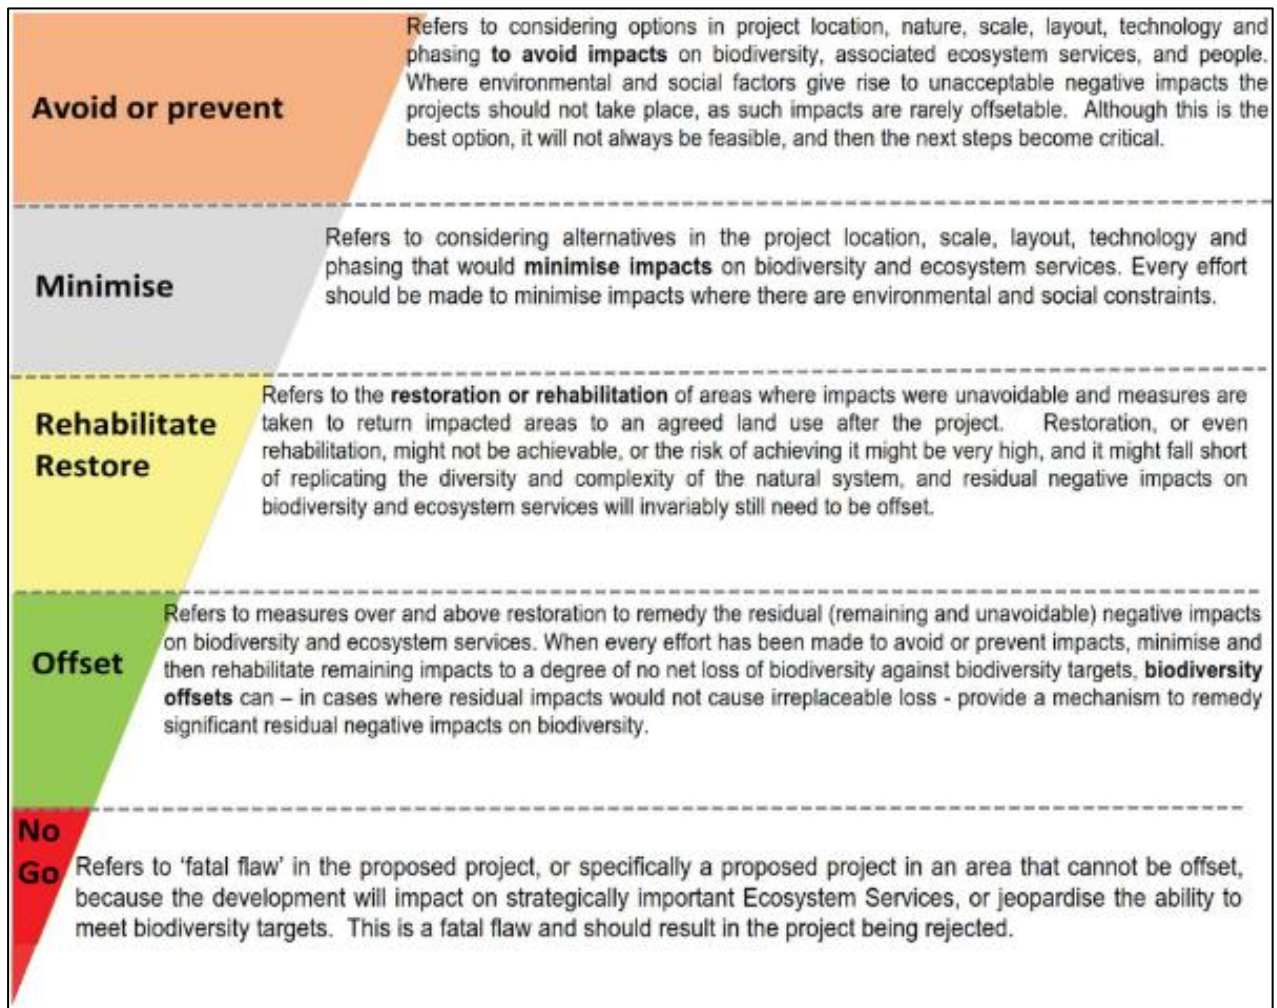 Refers to considering options in project location, nature, scale, layout, technology and
phasing to avoid impacts on biodiversity, associated ecosystem services, and people.
Where environmental and social factors give rise to unacceptable negative impacts the
projects should not take place, as such impacts are rarely offsetable. Although this is the
best option, it will not always be feasible, and then the next steps become critical.
Avoid or prevent
Refers to considering alternatives in the project location, scale, layout, technology and
phasing that would minimise impacts on biodiversity and ecosystem services. Every effort
should be made to minimise impacts where there are environmental and social constraints.
Minimise
Refers to the restoration or rehabilitation of areas where impacts were unavoidable and measures are
taken to return impacted areas to an agreed land use after the project. Restoration, or even
rehabilitation, might not be achievable, or the risk of achieving it might be very high, and it might fall short
of replicating the diversity and complexity of the natural system, and residual negative impacts on
biodiversity and ecosystem services will invariably still need to be offset.
Rehabilitate
Restore
Refers to measures over and above restoration to remedy the residual (remaining and unavoidable) negative impacts
on biodiversity and ecosystem services. When every effort has been made to avoid or prevent impacts, minimise and
then rehabilitate remaining impacts to a degree of no net loss of biodiversity against biodiversity targets, biodiversity
offsets can – in cases where residual impacts would not cause irreplaceable loss - provide a mechanism to remedy
significant residual negative impacts on biodiversity.
Offset
No
Go
Refers to ‘fatal flaw’ in the proposed project, or specifically a proposed project in an area that cannot be offset,
because the development will impact on strategically important Ecosystem Services, or jeopardise the ability to
meet biodiversity targets. This is a fatal flaw and should result in the project being rejected.